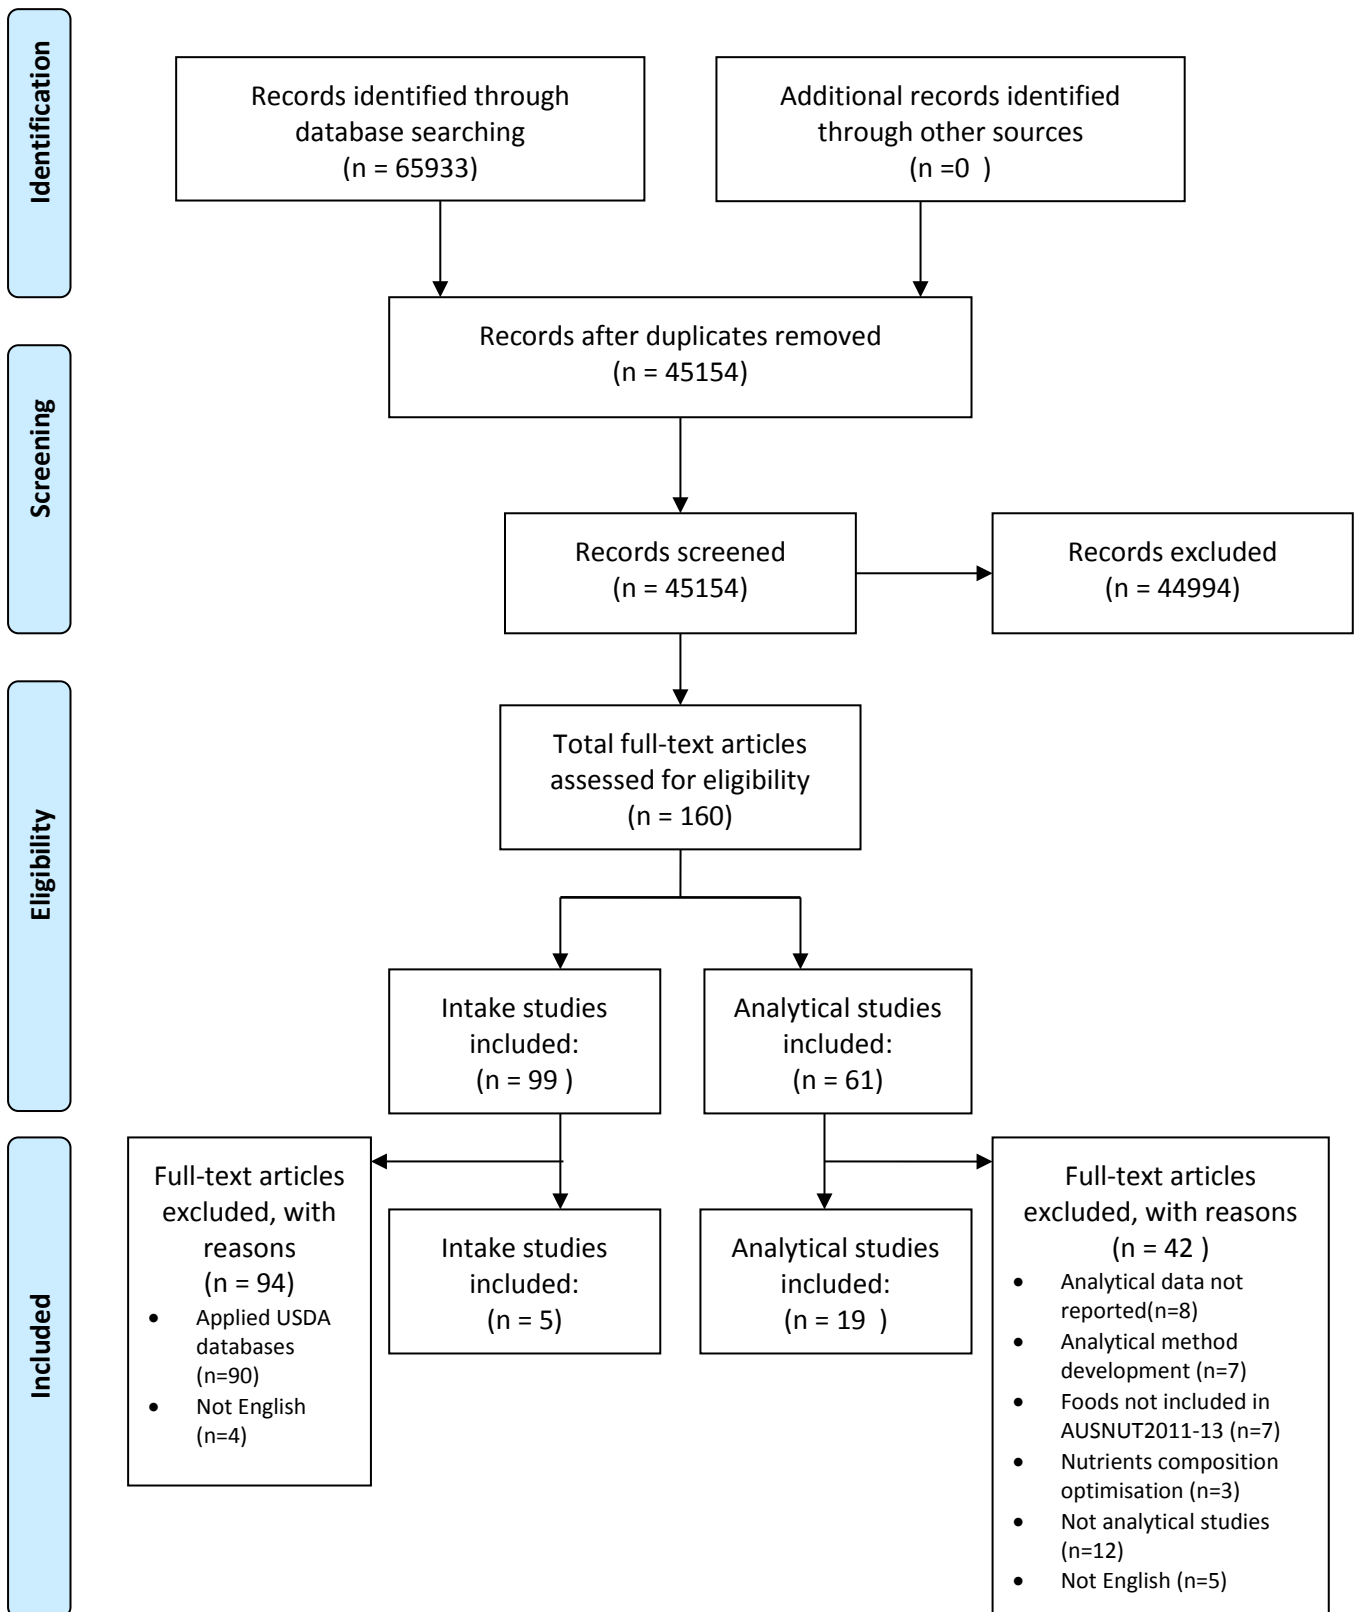 Identification
Records identified through
database searching
(n = 65933)
Additional records identified
through other sources
(n =0  )
Records after duplicates removed
(n = 45154)
Screening
Records screened
(n = 45154)
Records excluded
(n = 44994)
Eligibility
Total full-text articles
assessed for eligibility
(n = 160)
Intake studies
included:
(n = 99 )
Analytical studies
included:
(n = 61)
Included
Full-text articles
excluded, with
reasons
(n = 94)
• Applied USDA
databases
(n=90)
• Not English
(n=4)
Intake studies
included:
(n = 5)
Analytical studies
included:
(n = 19  )
Full-text articles
excluded, with reasons
(n = 42 )
• Analytical data not
reported(n=8)
• Analytical method
development (n=7)
• Foods not included in
AUSNUT2011-13 (n=7)
• Nutrients composition
optimisation (n=3)
• Not analytical studies
(n=12)
• Not English (n=5)